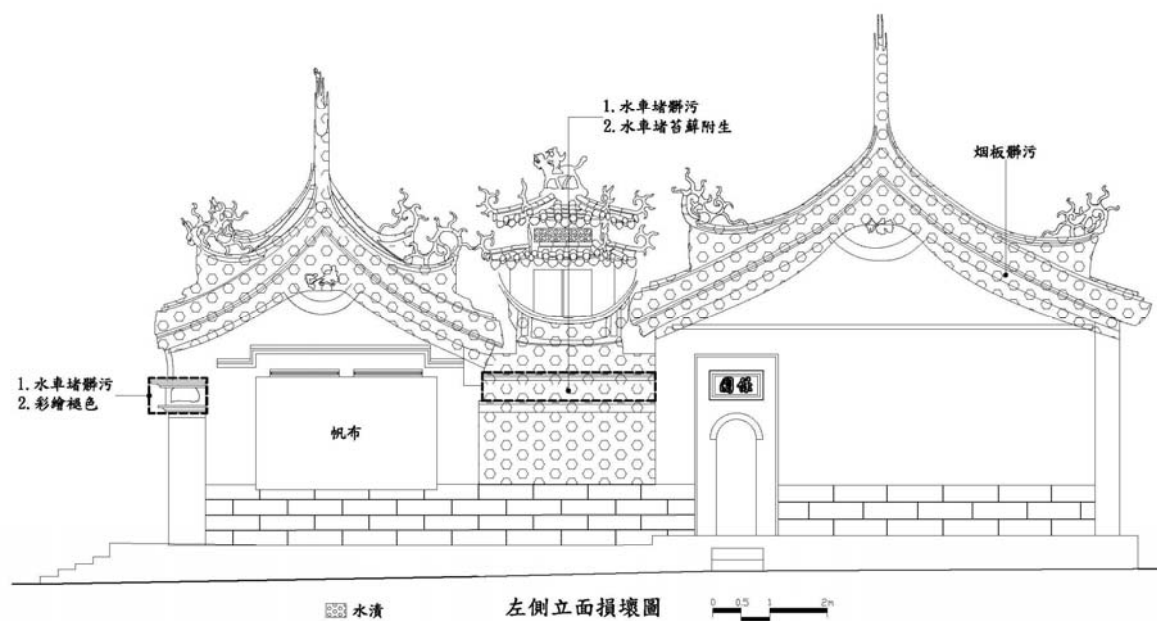 1.水車堵髒污
2.水車堵苔蘚附生
烟板髒污
1.水車堵髒污
2.彩繪褪色
帆布
水漬
左側立面損壞圖
0 0.5 1 2m